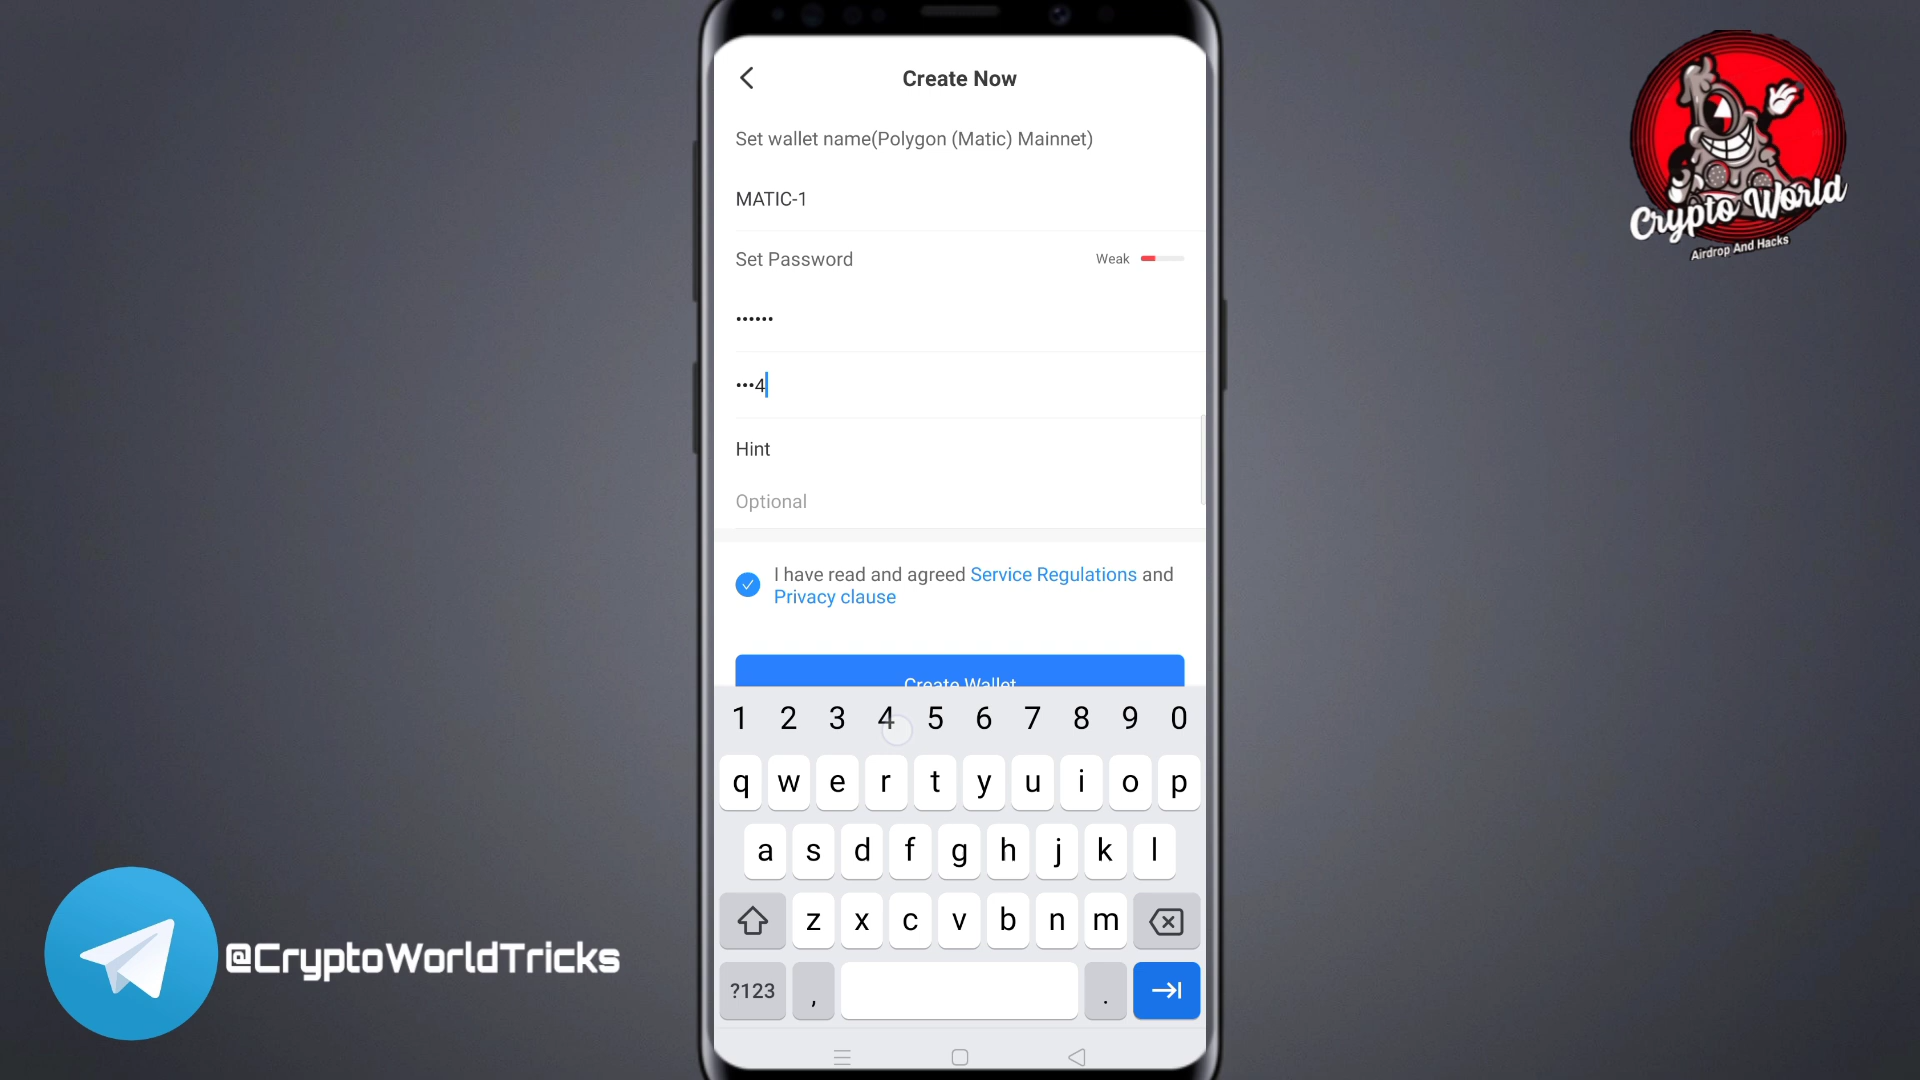 Create Now
Set wallet name(Polygon (Matic) Mainnet)
MATIC-1
Set Password
Weak
••••••
•••4
Hint
Optional
I have read and agreed Service Regulations and
Privacy clause
Create Wallet
1 2 3 4 5 6 7 8 9 0
q w e r t y u i o p
a s d f g h j k l
z x c v b n m
?123 , .
Crypto World
Airdrop And Hacks
@CryptoWorldTricks